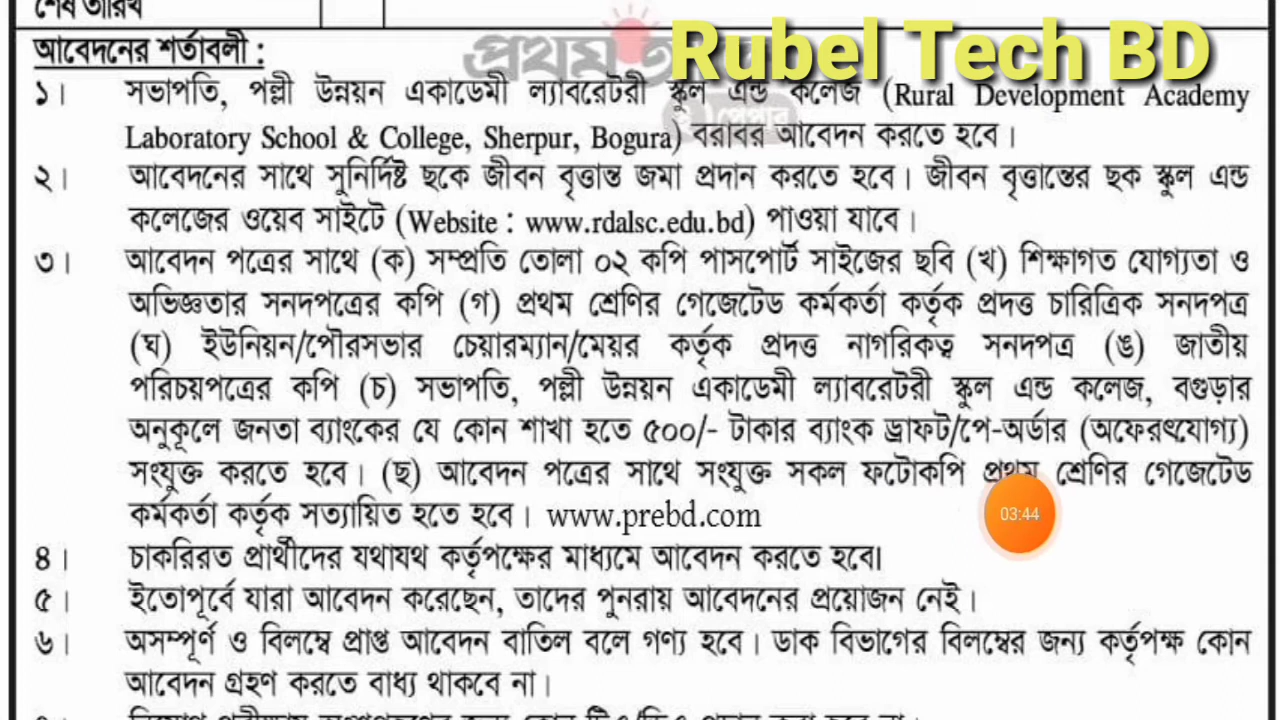 শেষ তারিখ
Rubel Tech BD
আবেদনের শর্তাবলী :
১। সভাপতি, পল্লী উন্নয়ন একাডেমী ল্যাবরেটরী স্কুল এন্ড কলেজ (Rural Development Academy
Laboratory School & College, Sherpur, Bogura) বরাবর আবেদন করতে হবে।
২। আবেদনের সাথে সুনির্দিষ্ট ছকে জীবন বৃত্তান্ত জমা প্রদান করতে হবে। জীবন বৃত্তান্তের ছক স্কুল এন্ড
কলেজের ওয়েব সাইটে (Website : www.rdalsc.edu.bd) পাওয়া যাবে।
৩। আবেদন পত্রের সাথে (ক) সম্প্রতি তোলা ০২ কপি পাসপোর্ট সাইজের ছবি (খ) শিক্ষাগত যোগ্যতা ও
অভিজ্ঞতার সনদপত্রের কপি (গ) প্রথম শ্রেণির গেজেটেড কর্মকর্তা কর্তৃক প্রদত্ত চারিত্রিক সনদপত্র
(ঘ) ইউনিয়ন/পৌরসভার চেয়ারম্যান/মেয়র কর্তৃক প্রদত্ত নাগরিকত্ব সনদপত্র (ঙ) জাতীয়
পরিচয়পত্রের কপি (চ) সভাপতি, পল্লী উন্নয়ন একাডেমী ল্যাবরেটরী স্কুল এন্ড কলেজ, বগুড়ার
অনুকূলে জনতা ব্যাংকের যে কোন শাখা হতে ৫০০/- টাকার ব্যাংক ড্রাফট/পে-অর্ডার (অফেরৎযোগ্য)
সংযুক্ত করতে হবে। (ছ) আবেদন পত্রের সাথে সংযুক্ত সকল ফটোকপি প্রথম শ্রেণির গেজেটেড
কর্মকর্তা কর্তৃক সত্যায়িত হতে হবে। www.prebd.com
03:44
৪। চাকরিরত প্রার্থীদের যথাযথ কর্তৃপক্ষের মাধ্যমে আবেদন করতে হবে।
৫। ইতোপূর্বে যারা আবেদন করেছেন, তাদের পুনরায় আবেদনের প্রয়োজন নেই।
৬। অসম্পূর্ণ ও বিলম্বে প্রাপ্ত আবেদন বাতিল বলে গণ্য হবে। ডাক বিভাগের বিলম্বের জন্য কর্তৃপক্ষ কোন
আবেদন গ্রহণ করতে বাধ্য থাকবে না।